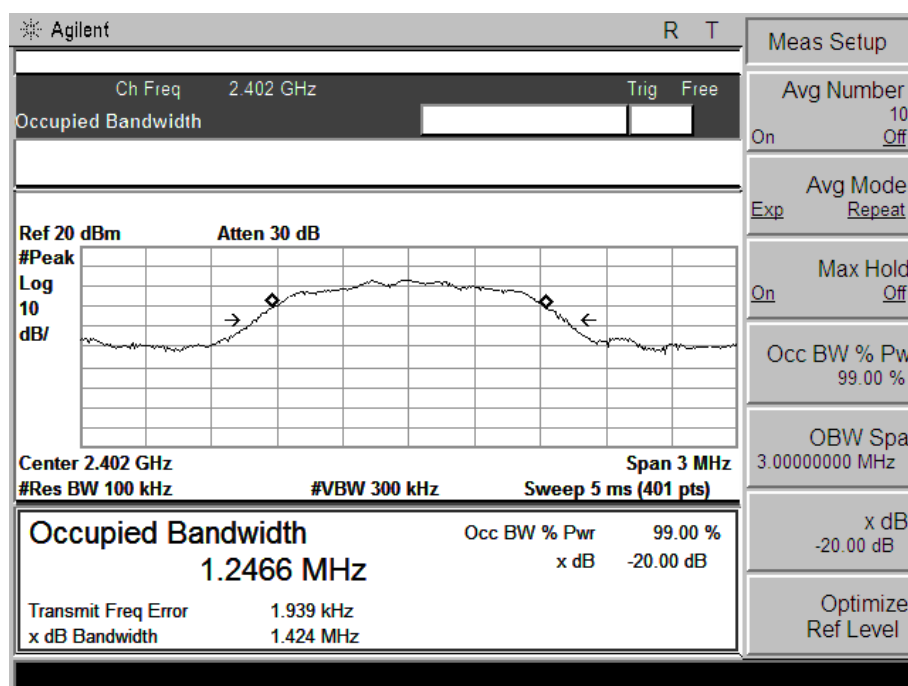 Agilent R T
Ch Freq 2.402 GHz Trig Free
Occupied Bandwidth
Ref 20 dBm Atten 30 dB
#Peak
Log
10
dB/
Center 2.402 GHz Span 3 MHz
#Res BW 100 kHz #VBW 300 kHz Sweep 5 ms (401 pts)
Occupied Bandwidth
1.2466 MHz
Occ BW % Pwr 99.00 %
x dB -20.00 dB
Transmit Freq Error 1.939 kHz
x dB Bandwidth 1.424 MHz
Meas Setup
Avg Number
10
On Off
Avg Mode
Exp Repeat
Max Hold
On Off
Occ BW % Pw
99.00 %
OBW Spa
3.00000000 MHz
x dB
-20.00 dB
Optimize
Ref Level